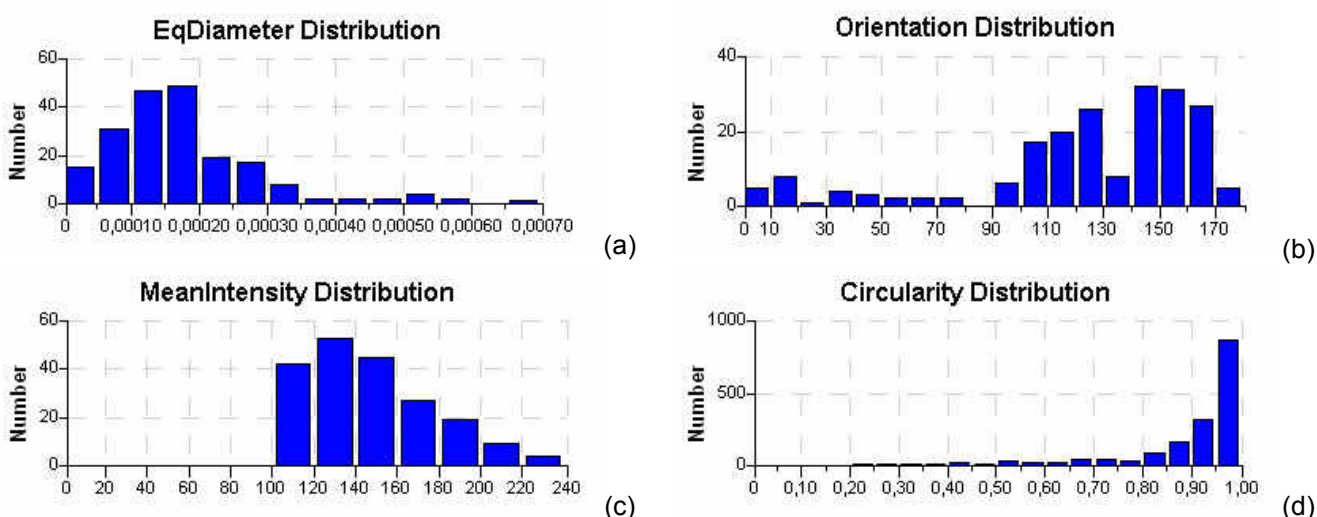 EqDiameter Distribution
60
40
20
0
Number
0 0,00010 0,00020 0,00030 0,00040 0,00050 0,00060 0,00070
(a)
Orientation Distribution
40
20
0
Number
0 10 30 50 70 90 110 130 150 170
(b)
MeanIntensity Distribution
60
40
20
0
Number
0 20 40 60 80 100 120 140 160 180 200 220 240
(c)
Circularity Distribution
1000
500
0
Number
0 0,10 0,20 0,30 0,40 0,50 0,60 0,70 0,80 0,90 1,00
(d)